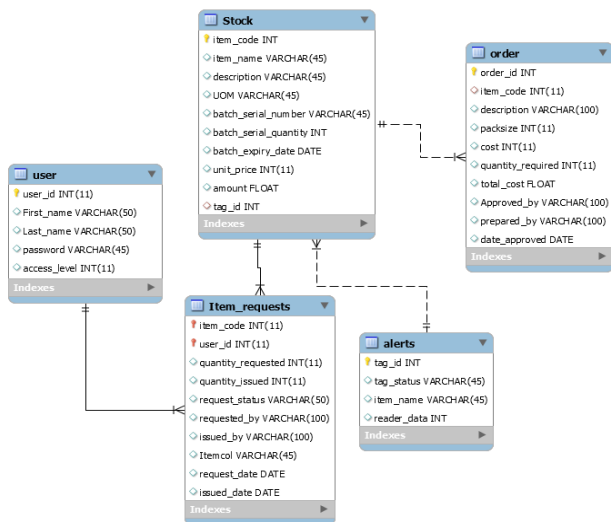 Stock
item_code INT
item_name VARCHAR(45)
description VARCHAR(45)
UOM VARCHAR(45)
batch_serial_number VARCHAR(45)
batch_serial_quantity INT
batch_expiry_date DATE
unit_price INT(11)
amount FLOAT
tag_id INT
Indexes
order
order_id INT
item_code INT(11)
description VARCHAR(100)
packsize INT(11)
cost INT(11)
quantity_required INT(11)
total_cost FLOAT
Approved_by VARCHAR(100)
prepared_by VARCHAR(100)
date_approved DATE
Indexes
user
user_id INT(11)
First_name VARCHAR(50)
Last_name VARCHAR(50)
password VARCHAR(45)
access_level INT(11)
Indexes
Item_requests
item_code INT(11)
user_id INT(11)
quantity_requested INT(11)
quantity_issued INT(11)
request_status VARCHAR(50)
requested_by VARCHAR(100)
issued_by VARCHAR(100)
Itemcol VARCHAR(45)
request_date DATE
issued_date DATE
Indexes
alerts
tag_id INT
tag_status VARCHAR(45)
item_name VARCHAR(45)
reader_data INT
Indexes